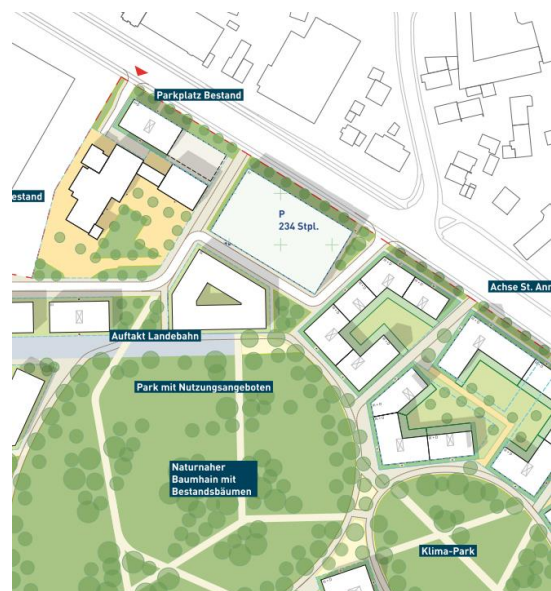 Parkplatz Bestand
estand
P
234 Stpl.
Achse St. Ann
Auftakt Landebahn
Park mit Nutzungsangeboten
Naturnaher
Baumhain mit
Bestandsbäumen
Klima-Park